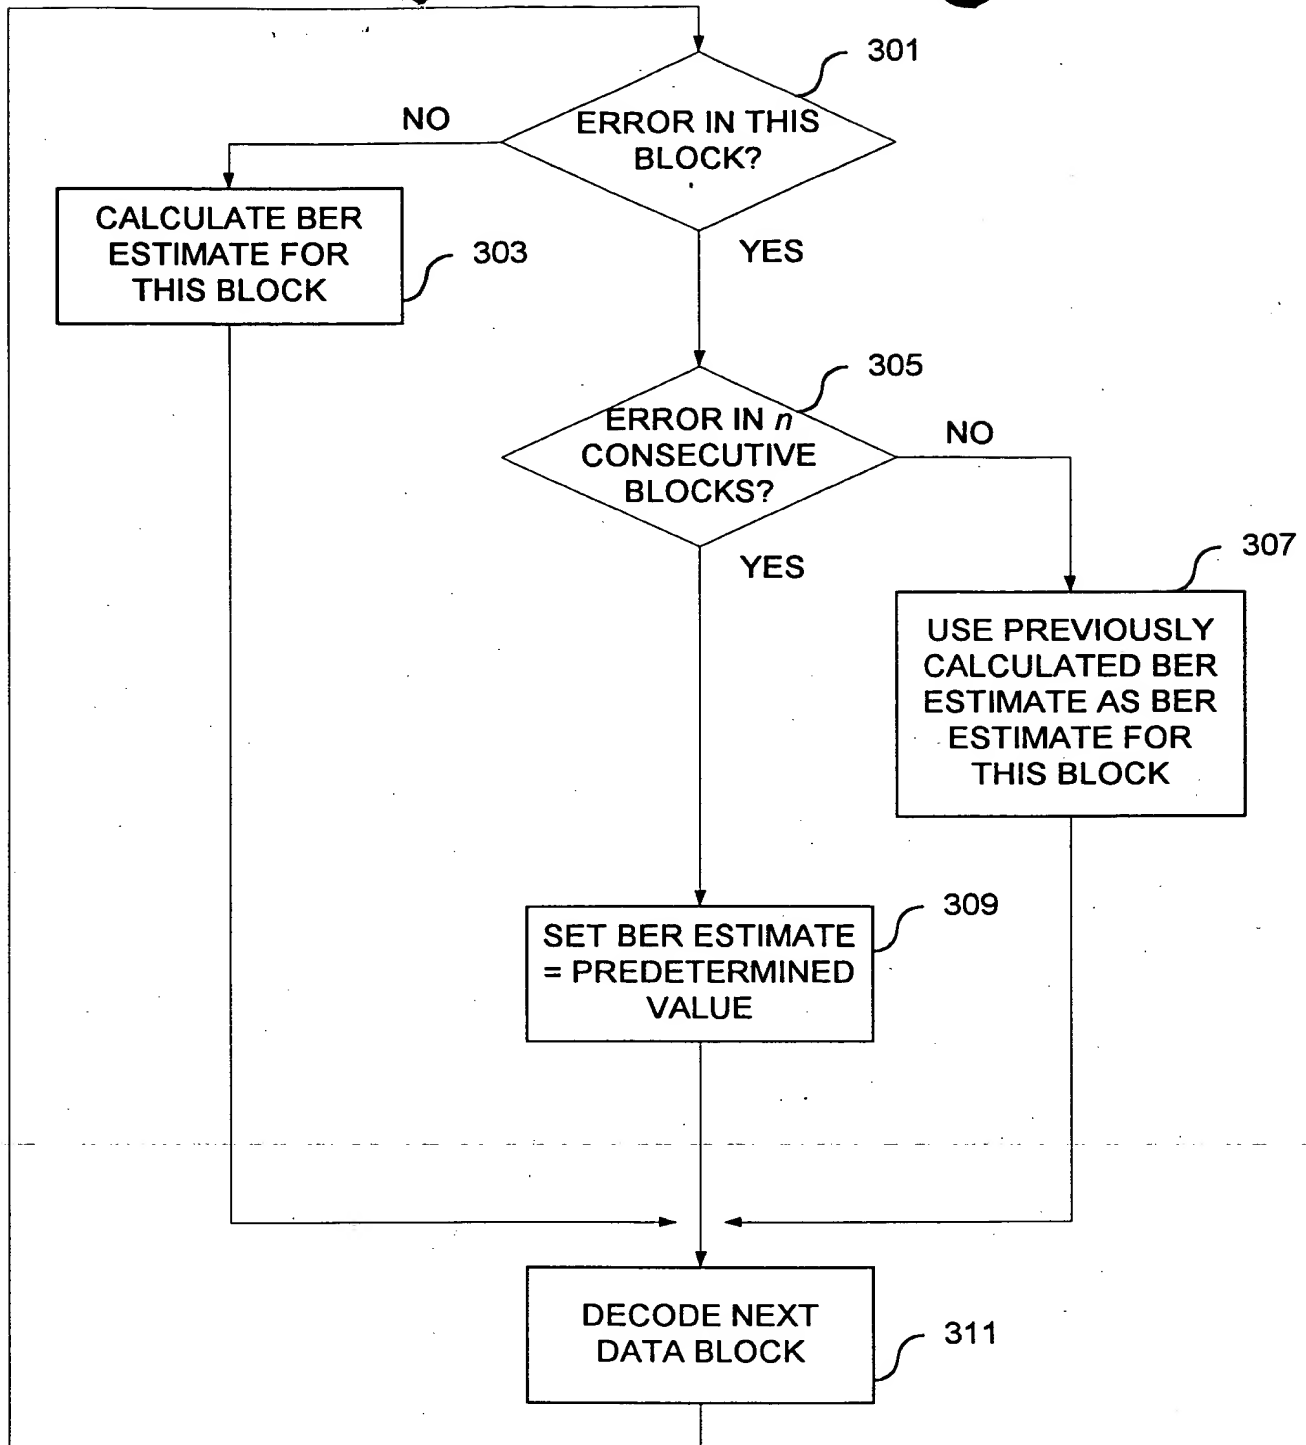 301
ERROR IN THIS
BLOCK?
NO
CALCULATE BER
ESTIMATE FOR
THIS BLOCK
303
YES
305
ERROR IN n
CONSECUTIVE
BLOCKS?
NO
YES
307
USE PREVIOUSLY
CALCULATED BER
ESTIMATE AS BER
ESTIMATE FOR
THIS BLOCK
309
SET BER ESTIMATE
= PREDETERMINED
VALUE
DECODE NEXT
DATA BLOCK
311